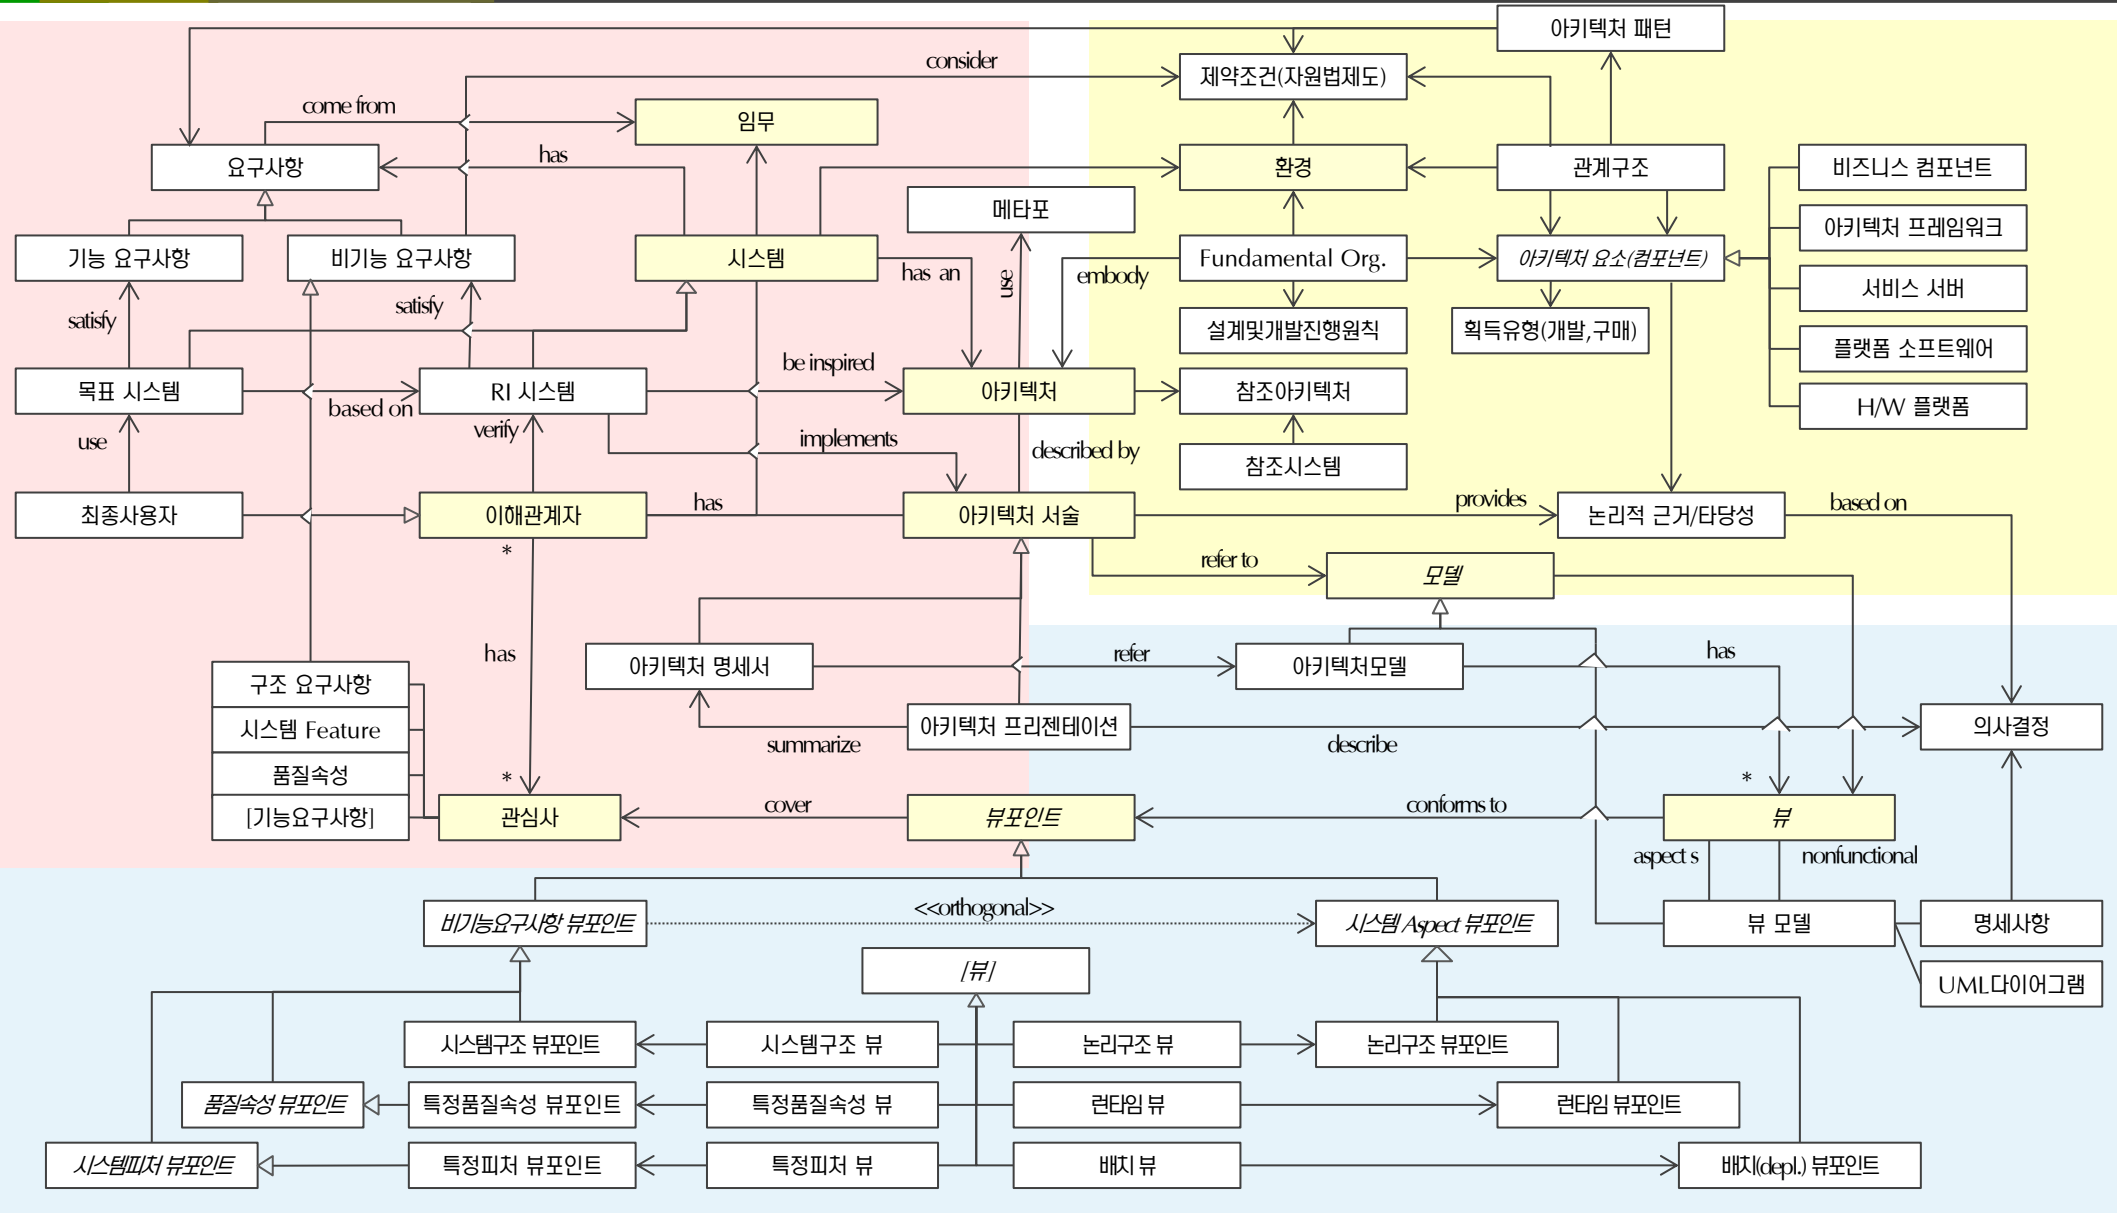 아키텍처 패턴
consider
제약조건(자원법제도)
come from
임무
요구사항
has
환경
관계구조
비즈니스 컴포넌트
메타포
아키텍처 프레임워크
기능 요구사항
비기능 요구사항
시스템
has an
use
embody
Fundamental Org.
아키텍처 요소(컴포넌트)
서비스 서버
satisfy
satisfy
설계및개발진행원칙
획득유형(개발,구매)
플랫폼 소프트웨어
be inspired
목표 시스템
based on
RI 시스템
아키텍처
참조아키텍처
H/W 플랫폼
use
verify
implements
described by
참조시스템
최종사용자
이해관계자
has
아키텍처 서술
provides
논리적 근거/타당성
based on
*
refer to
모델
has
아키텍처 명세서
refer
아키텍처모델
has
구조 요구사항
시스템 Feature
품질속성
[기능요구사항]
아키텍처 프리젠테이션
summarize
describe
의사결정
*
*
관심사
cover
뷰포인트
conforms to
뷰
aspect s
nonfunctional
비기능요구사항 뷰포인트
<<orthogonal>>
시스템 Aspect 뷰포인트
뷰 모델
명세사항
[뷰]
UML다이어그램
시스템구조 뷰포인트
시스템구조 뷰
논리구조 뷰
논리구조 뷰포인트
품질속성 뷰포인트
특정품질속성 뷰포인트
특정품질속성 뷰
런타임 뷰
런타임 뷰포인트
시스템피처 뷰포인트
특정피처 뷰포인트
특정피처 뷰
배치 뷰
배치(depl.) 뷰포인트